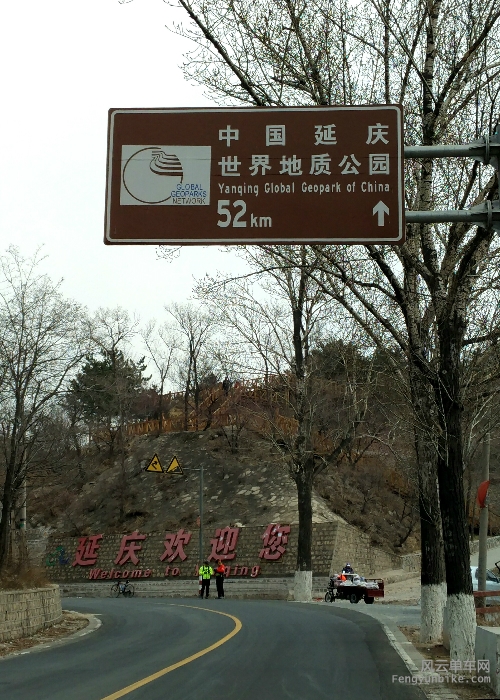 中国延庆
世界地质公园
Yanqing Global Geopark of China
GLOBAL
GEOPARKS
NETWORK
52km
延庆欢迎您
Welcome to
风云单车网
Fengyunbike.com